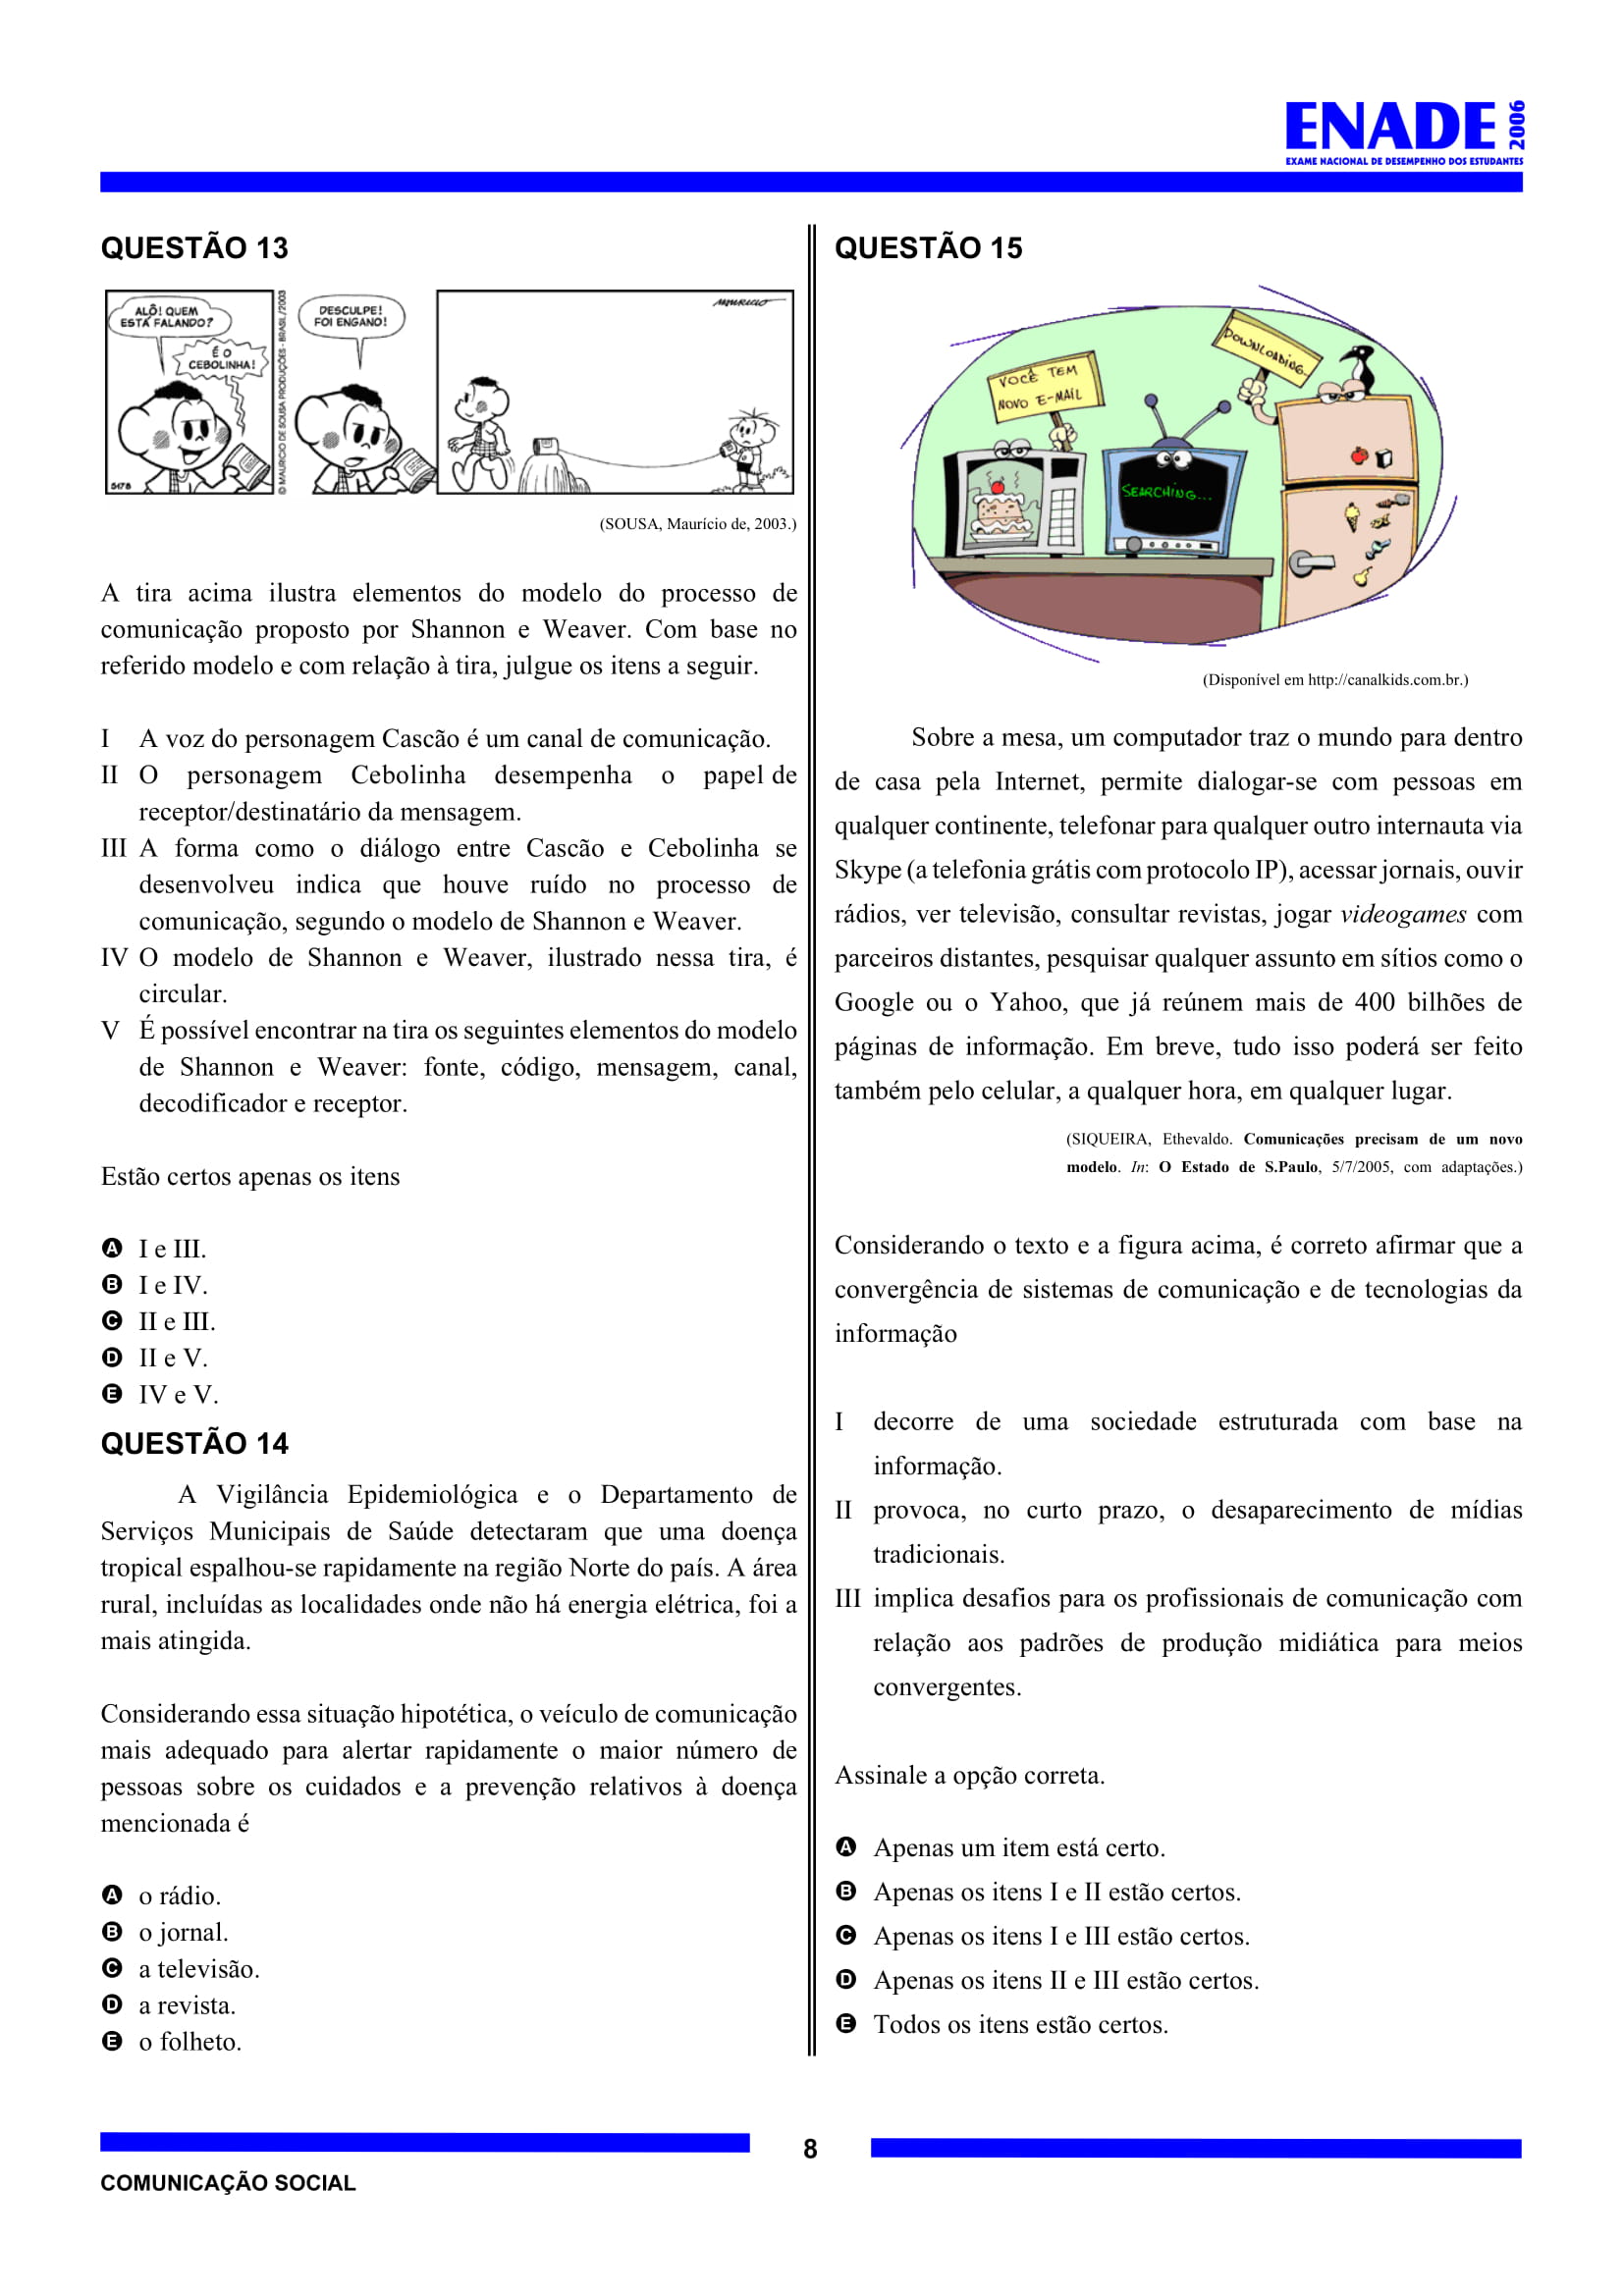 ENADE 2006
EXAME NACIONAL DE DESEMPENHO DOS ESTUDANTES
QUESTÃO 13
ALÔ! QUEM
ESTÁ FALANDO?
É O
CEBOLINHA!
5178
© MAURICIO DE SOUSA PRODUÇÕES - BRASIL/2003
DESCULPE!
FOI ENGANO!
MAURICIO
(SOUSA, Maurício de, 2003.)
A tira acima ilustra elementos do modelo do processo de
comunicação proposto por Shannon e Weaver. Com base no
referido modelo e com relação à tira, julgue os itens a seguir.
I A voz do personagem Cascão é um canal de comunicação.
II O personagem Cebolinha desempenha o papel de
receptor/destinatário da mensagem.
III A forma como o diálogo entre Cascão e Cebolinha se
desenvolveu indica que houve ruído no processo de
comunicação, segundo o modelo de Shannon e Weaver.
IV O modelo de Shannon e Weaver, ilustrado nessa tira, é
circular.
V É possível encontrar na tira os seguintes elementos do modelo
de Shannon e Weaver: fonte, código, mensagem, canal,
decodificador e receptor.
Estão certos apenas os itens
A I e III.
B I e IV.
C II e III.
D II e V.
E IV e V.
QUESTÃO 14
A Vigilância Epidemiológica e o Departamento de
Serviços Municipais de Saúde detectaram que uma doença
tropical espalhou-se rapidamente na região Norte do país. A área
rural, incluídas as localidades onde não há energia elétrica, foi a
mais atingida.
Considerando essa situação hipotética, o veículo de comunicação
mais adequado para alertar rapidamente o maior número de
pessoas sobre os cuidados e a prevenção relativos à doença
mencionada é
A o rádio.
B o jornal.
C a televisão.
D a revista.
E o folheto.
QUESTÃO 15
VOCÊ TEM
NOVO E-MAIL
DOWNLOADING...
SEARCHING...
(Disponível em http://canalkids.com.br.)
Sobre a mesa, um computador traz o mundo para dentro
de casa pela Internet, permite dialogar-se com pessoas em
qualquer continente, telefonar para qualquer outro internauta via
Skype (a telefonia grátis com protocolo IP), acessar jornais, ouvir
rádios, ver televisão, consultar revistas, jogar videogames com
parceiros distantes, pesquisar qualquer assunto em sítios como o
Google ou o Yahoo, que já reúnem mais de 400 bilhões de
páginas de informação. Em breve, tudo isso poderá ser feito
também pelo celular, a qualquer hora, em qualquer lugar.
(SIQUEIRA, Ethevaldo. Comunicações precisam de um novo
modelo. In: O Estado de S.Paulo, 5/7/2005, com adaptações.)
Considerando o texto e a figura acima, é correto afirmar que a
convergência de sistemas de comunicação e de tecnologias da
informação
I decorre de uma sociedade estruturada com base na
informação.
II provoca, no curto prazo, o desaparecimento de mídias
tradicionais.
III implica desafios para os profissionais de comunicação com
relação aos padrões de produção midiática para meios
convergentes.
Assinale a opção correta.
A Apenas um item está certo.
B Apenas os itens I e II estão certos.
C Apenas os itens I e III estão certos.
D Apenas os itens II e III estão certos.
E Todos os itens estão certos.
8
COMUNICAÇÃO SOCIAL